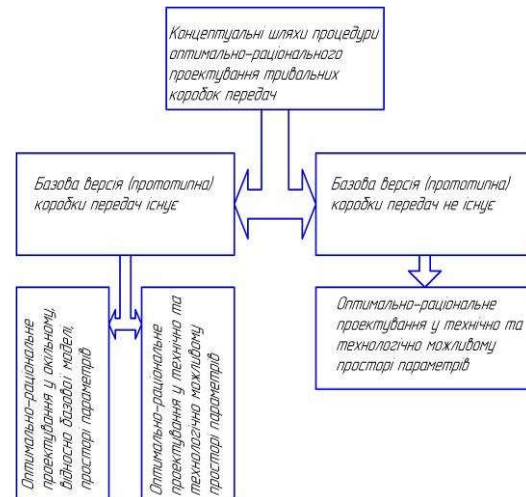 Концептуальні шляхи процедури
оптимально-раціонального
проектування тривальних
коробок передач
Базова версія (прототипна)
коробки передач існує
Базова версія (прототипна)
коробки передач не існує
Оптимально-раціональне
проектування у окільному,
відносно базової моделі,
просторі параметрів
Оптимально-раціональне
проектування у технічно та
технологічно можливому
просторі параметрів
Оптимально-раціональне
проектування у технічно та
технологічно можливому
просторі параметрів